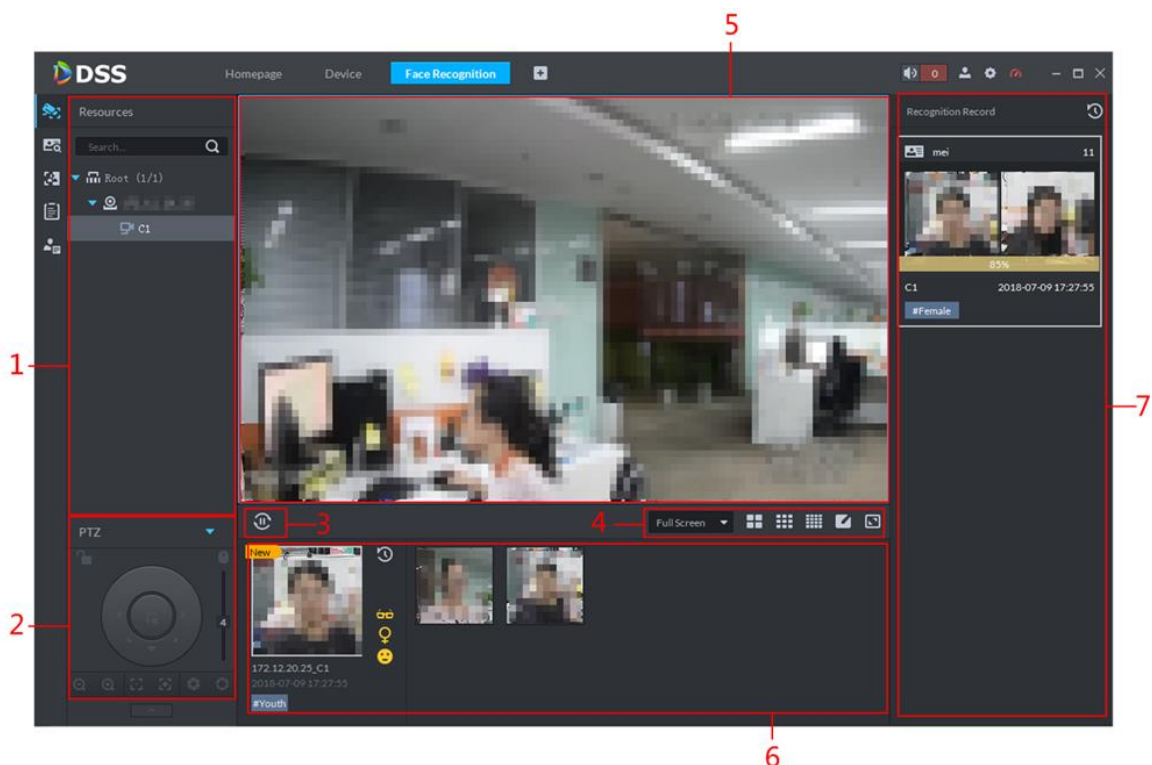 5
DSS
Homepage
Device
Face Recognition
0
Resources
Recognition Record
Search...
mei
11
Root (1/1)
C1
85%
C1
2018-07-09 17:27:55
#Female
1
7
3
4
Full Screen
PTZ
New
2
4
172.12.20.25_C1
2018-07-09 17:27:55
#Youth
6